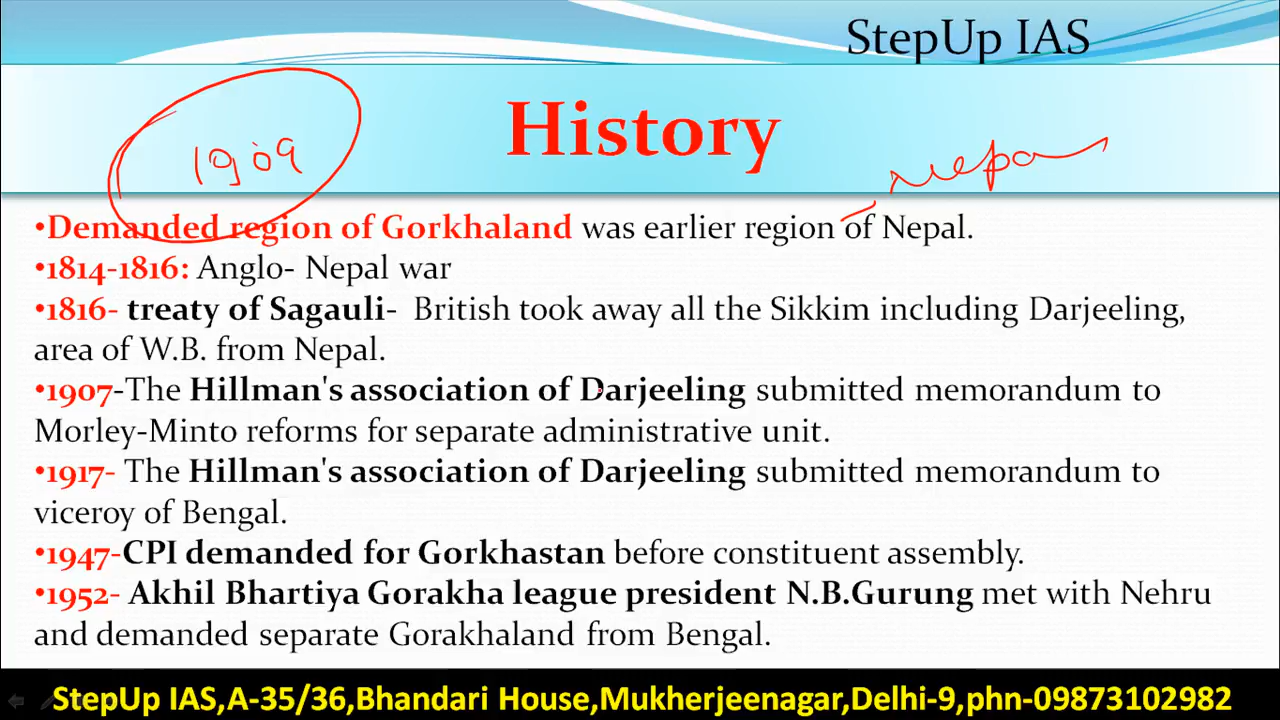 StepUp IAS
History
1909
Nepal
•Demanded region of Gorkhaland was earlier region of Nepal.
•1814-1816: Anglo- Nepal war
•1816- treaty of Sagauli- British took away all the Sikkim including Darjeeling,
area of W.B. from Nepal.
•1907-The Hillman's association of Darjeeling submitted memorandum to
Morley-Minto reforms for separate administrative unit.
•1917- The Hillman's association of Darjeeling submitted memorandum to
viceroy of Bengal.
•1947-CPI demanded for Gorkhastan before constituent assembly.
•1952- Akhil Bhartiya Gorakha league president N.B.Gurung met with Nehru
and demanded separate Gorakhaland from Bengal.
StepUp IAS,A-35/36,Bhandari House,Mukherjeenagar,Delhi-9,phn-09873102982